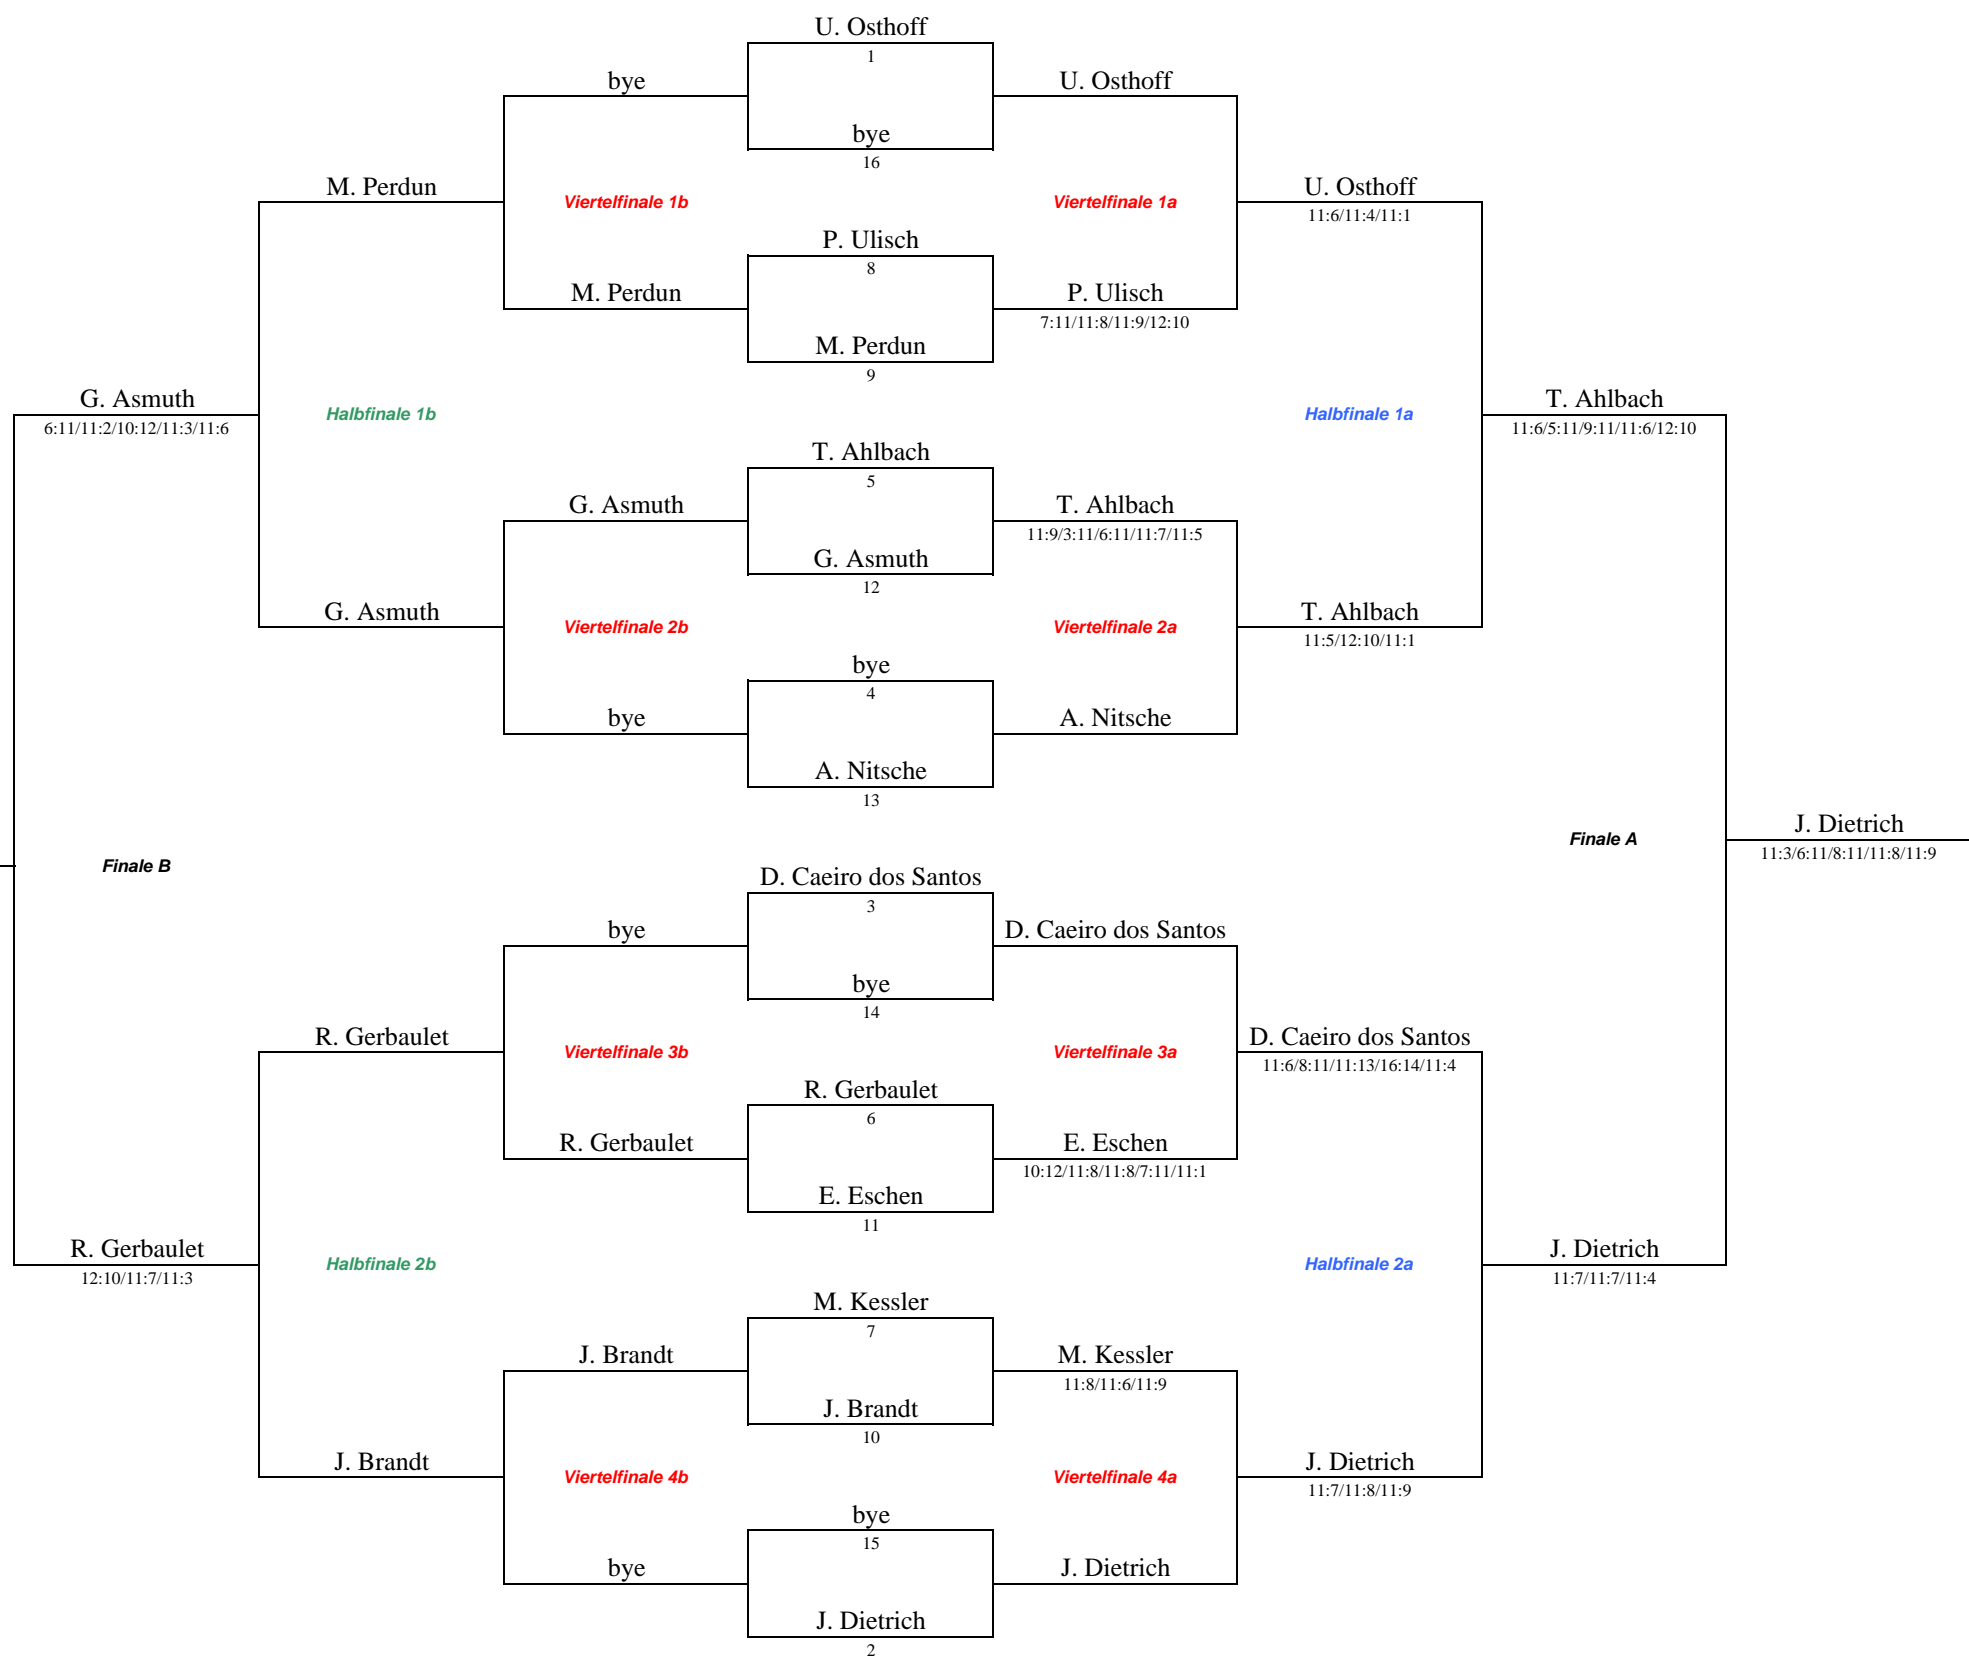 U. Osthoff
1
bye
U. Osthoff
bye
16
M. Perdun
Viertelfinale 1b
Viertelfinale 1a
U. Osthoff
11:6/11:4/11:1
P. Ulisch
8
M. Perdun
P. Ulisch
7:11/11:8/11:9/12:10
M. Perdun
9
G. Asmuth
6:11/11:2/10:12/11:3/11:6
Halbfinale 1b
Halbfinale 1a
T. Ahlbach
11:6/5:11/9:11/11:6/12:10
T. Ahlbach
5
G. Asmuth
T. Ahlbach
11:9/3:11/6:11/11:7/11:5
G. Asmuth
12
G. Asmuth
Viertelfinale 2b
Viertelfinale 2a
T. Ahlbach
11:5/12:10/11:1
bye
4
bye
A. Nitsche
A. Nitsche
13
Finale B
Finale A
J. Dietrich
11:3/6:11/8:11/11:8/11:9
D. Caeiro dos Santos
3
bye
D. Caeiro dos Santos
bye
14
R. Gerbaulet
Viertelfinale 3b
Viertelfinale 3a
D. Caeiro dos Santos
11:6/8:11/11:13/16:14/11:4
R. Gerbaulet
6
R. Gerbaulet
E. Eschen
10:12/11:8/11:8/7:11/11:1
E. Eschen
11
R. Gerbaulet
12:10/11:7/11:3
Halbfinale 2b
Halbfinale 2a
J. Dietrich
11:7/11:7/11:4
M. Kessler
7
J. Brandt
M. Kessler
11:8/11:6/11:9
J. Brandt
10
J. Brandt
Viertelfinale 4b
Viertelfinale 4a
J. Dietrich
11:7/11:8/11:9
bye
15
bye
J. Dietrich
J. Dietrich
2